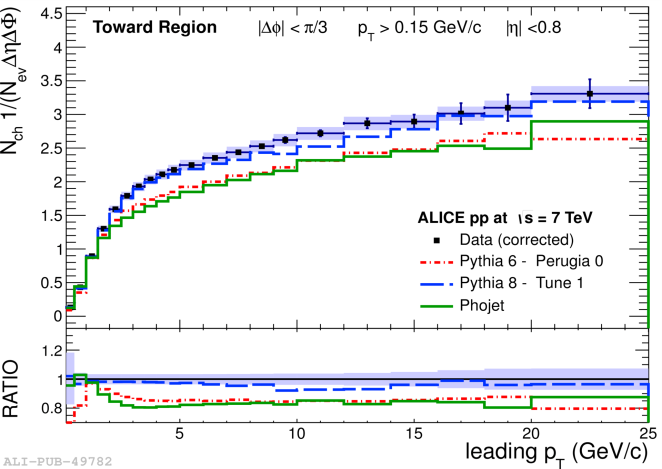 Toward Region |Δϕ| < π/3 p_T > 0.15 GeV/c |η| <0.8
N_ch 1/(N_ev ΔηΔΦ)
4
3.5
3
2.5
2
1.5
1
0.5
0
ALICE pp at √s = 7 TeV
Data (corrected)
Pythia 6 - Perugia 0
Pythia 8 - Tune 1
Phojet
RATIO
1.2
1
0.8
5 10 15 20 25
leading p_T (GeV/c)
ALI-PUB-49782